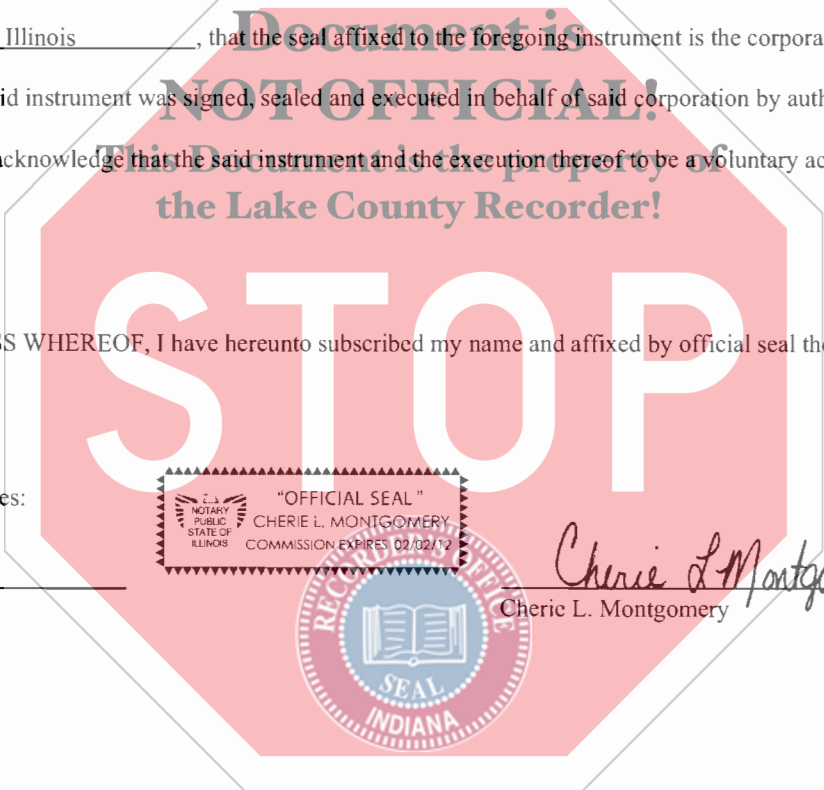 Document is
Illinois, that the seal affixed to the foregoing instrument is the corpora
NOT OFFICIAL!
id instrument was signed, sealed and executed in behalf of said corporation by auth
This Document is the property of
acknowledge that the said instrument and the execution thereof to be a voluntary ac
the Lake County Recorder!
STOP
SS WHEREOF, I have hereunto subscribed my name and affixed by official seal the
es:
"OFFICIAL SEAL"
NOTARY
PUBLIC
STATE OF
ILLINOIS
CHERIE L. MONTGOMERY
COMMISSION EXPIRES 02/02/12
Cherie L Montgo
Cherie L. Montgomery
RECORDER'S OFFICE
SEAL
INDIANA